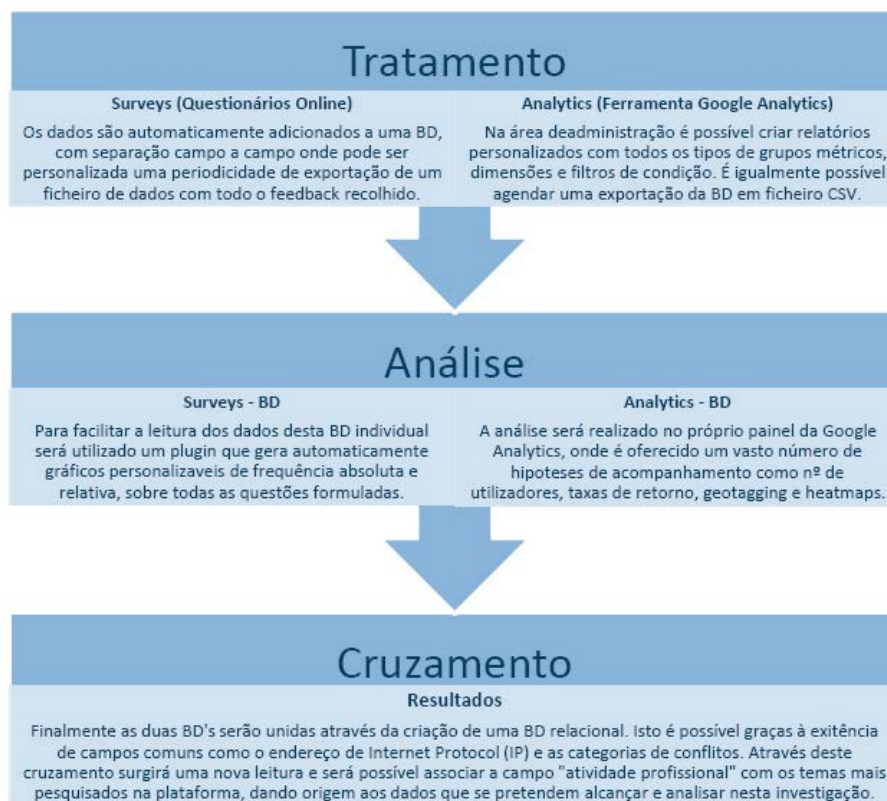 Tratamento
Surveys (Questionários Online)
Os dados são automaticamente adicionados a uma BD,
com separação campo a campo onde pode ser
personalizada uma periodicidade de exportação de um
ficheiro de dados com todo o feedback recolhido.
Analytics (Ferramenta Google Analytics)
Na área deadministração é possível criar relatórios
personalizados com todos os tipos de grupos métricos,
dimensões e filtros de condição. É igualmente possível
agendar uma exportação da BD em ficheiro CSV.
Análise
Surveys - BD
Para facilitar a leitura dos dados desta BD individual
será utilizado um plugin que gera automaticamente
gráficos personalizaveis de frequência absoluta e
relativa, sobre todas as questões formuladas.
Analytics - BD
A análise será realizado no próprio painel da Google
Analytics, onde é oferecido um vasto número de
hipoteses de acompanhamento como nº de
utilizadores, taxas de retorno, geotagging e heatmaps.
Cruzamento
Resultados
Finalmente as duas BD's serão unidas através da criação de uma BD relacional. Isto é possível graças à exitência
de campos comuns como o endereço de Internet Protocol (IP) e as categorias de conflitos. Através deste
cruzamento surgirá uma nova leitura e será possível associar a campo "atividade profissional" com os temas mais
pesquisados na plataforma, dando origem aos dados que se pretendem alcançar e analisar nesta investigação.